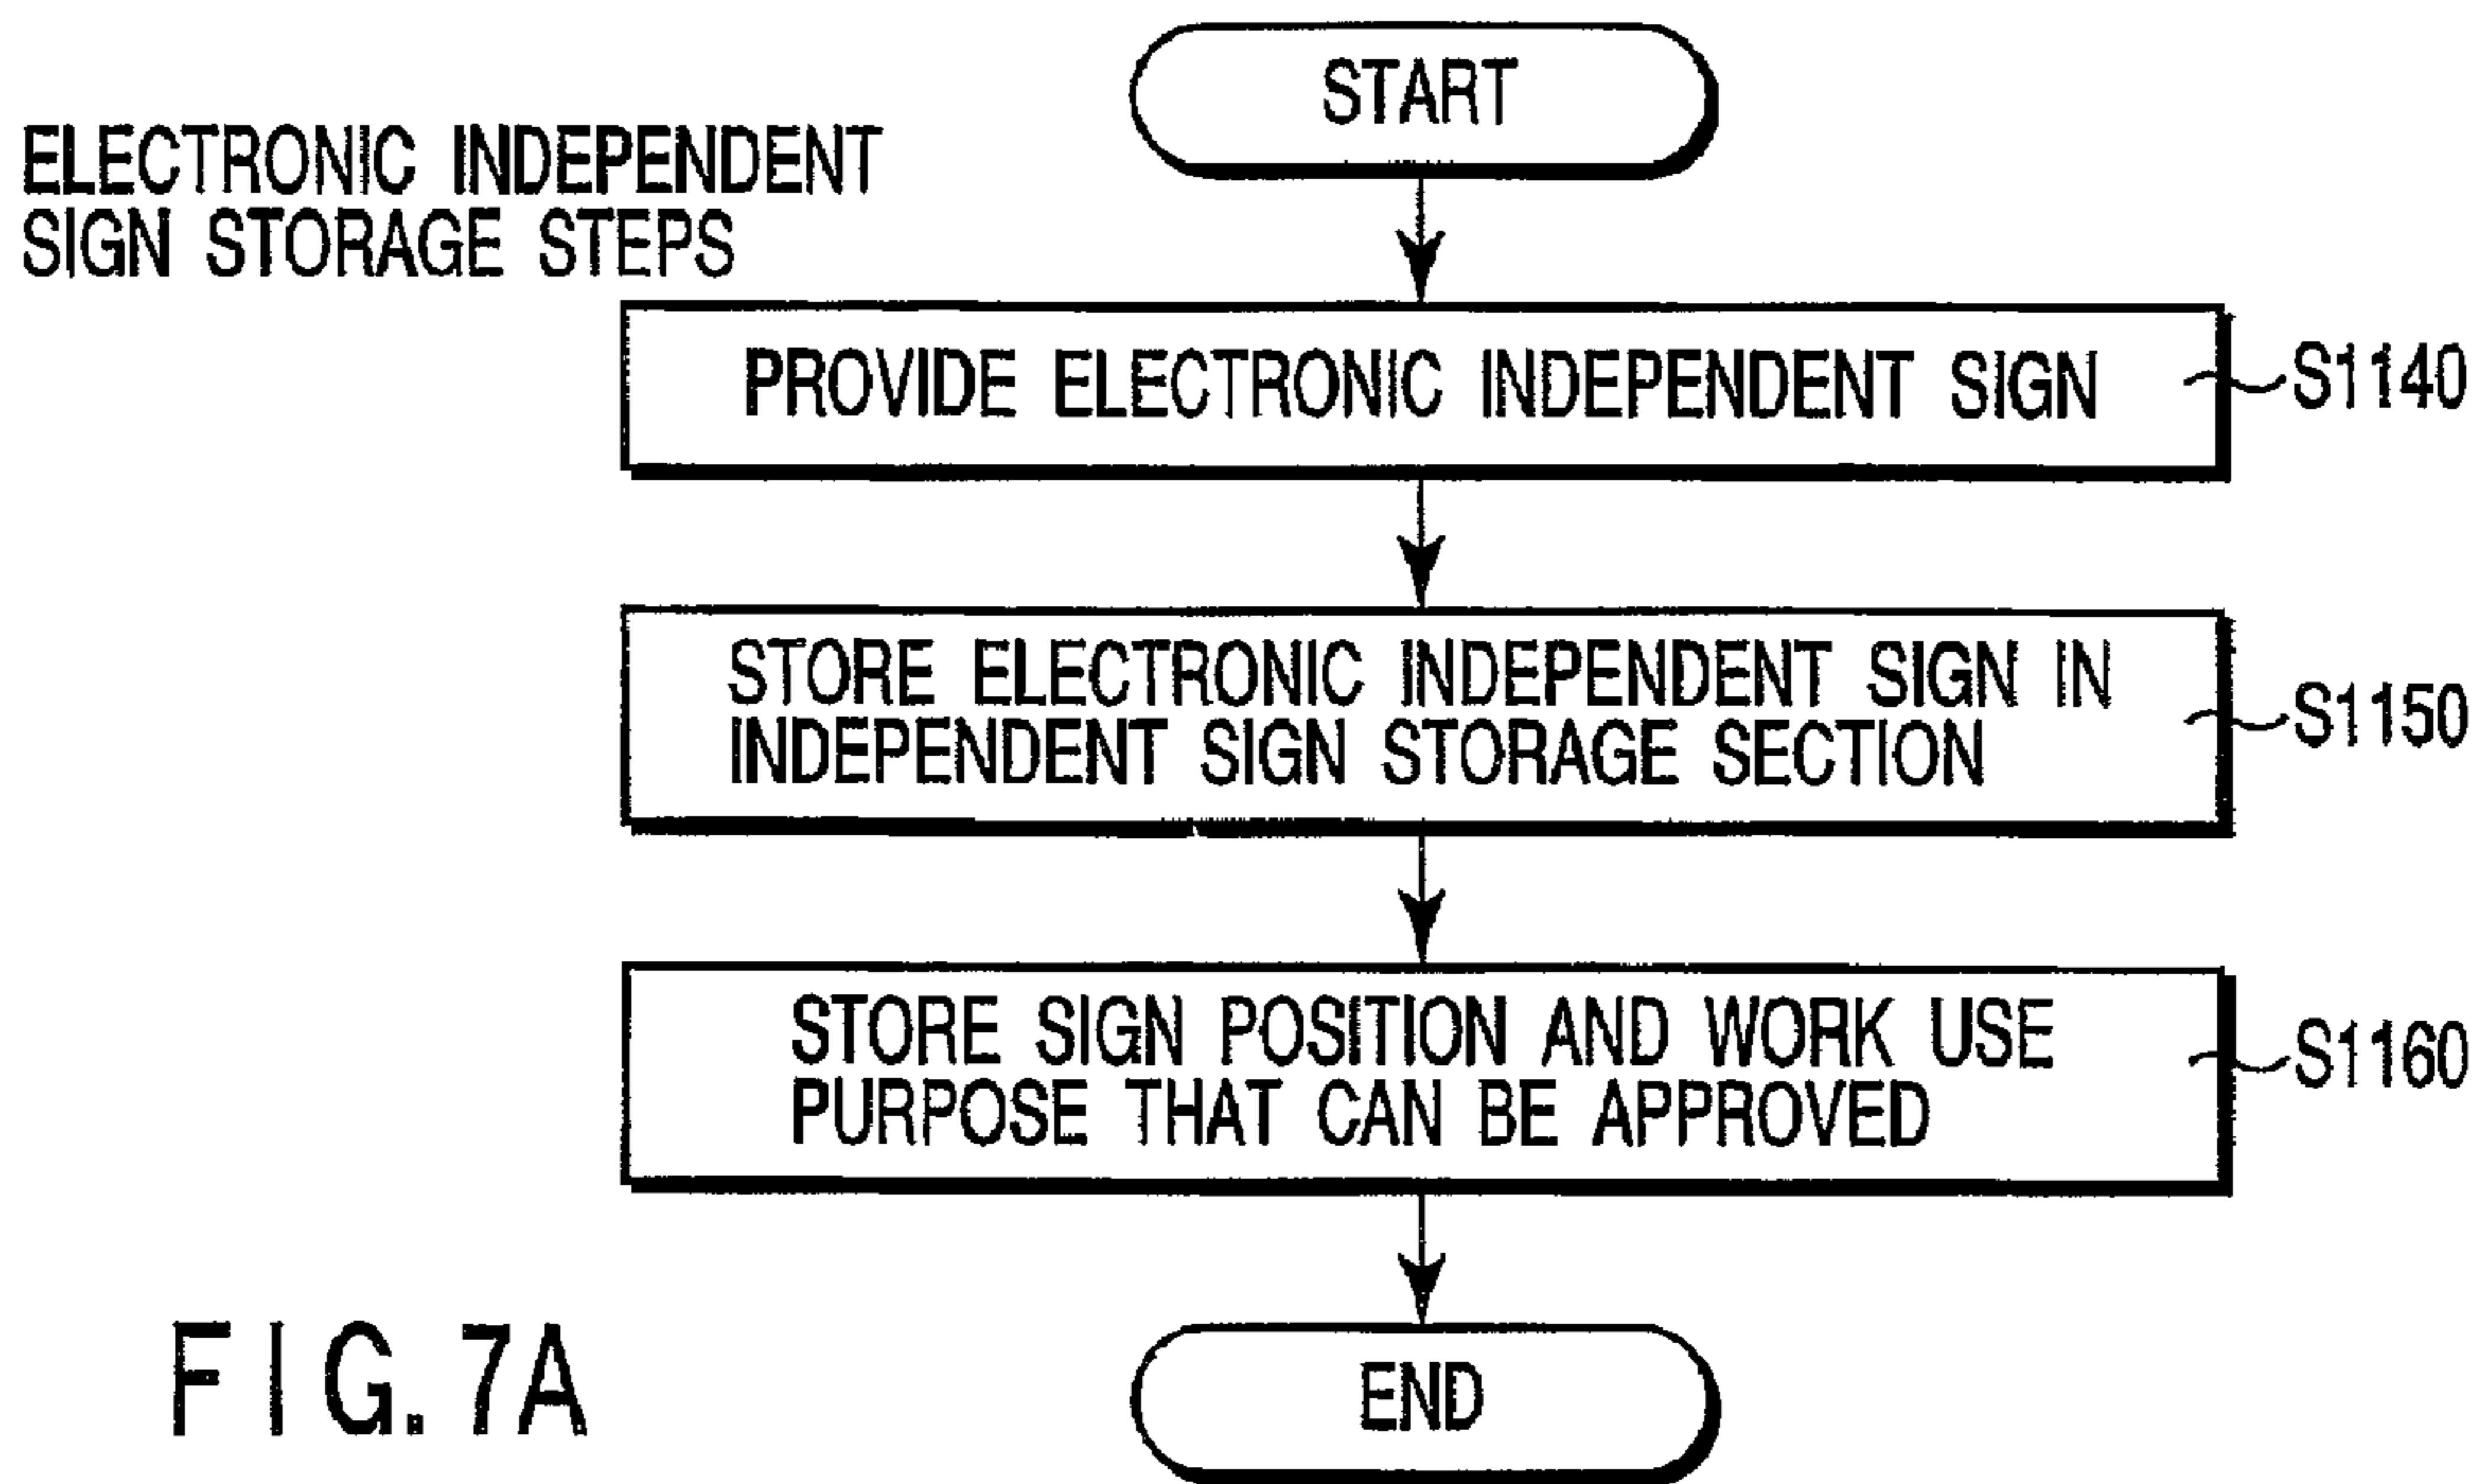 START
ELECTRONIC INDEPENDENT
SIGN STORAGE STEPS
PROVIDE ELECTRONIC INDEPENDENT SIGN
S1140
STORE ELECTRONIC INDEPENDENT SIGN IN
INDEPENDENT SIGN STORAGE SECTION
S1150
STORE SIGN POSITION AND WORK USE
PURPOSE THAT CAN BE APPROVED
S1160
END
FIG.7A